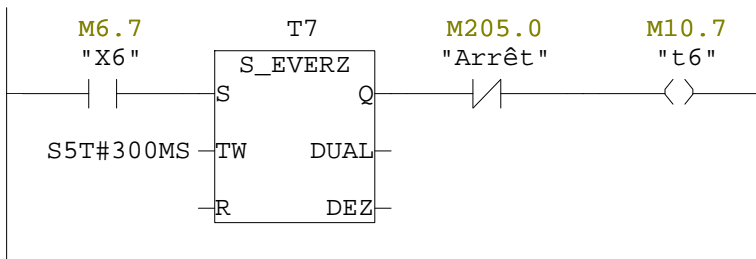 M6.7 T7 M205.0 M10.7
"X6" "Arrêt" "t6"
S_EVERZ
S Q
S5T#300MS TW DUAL
R DEZ